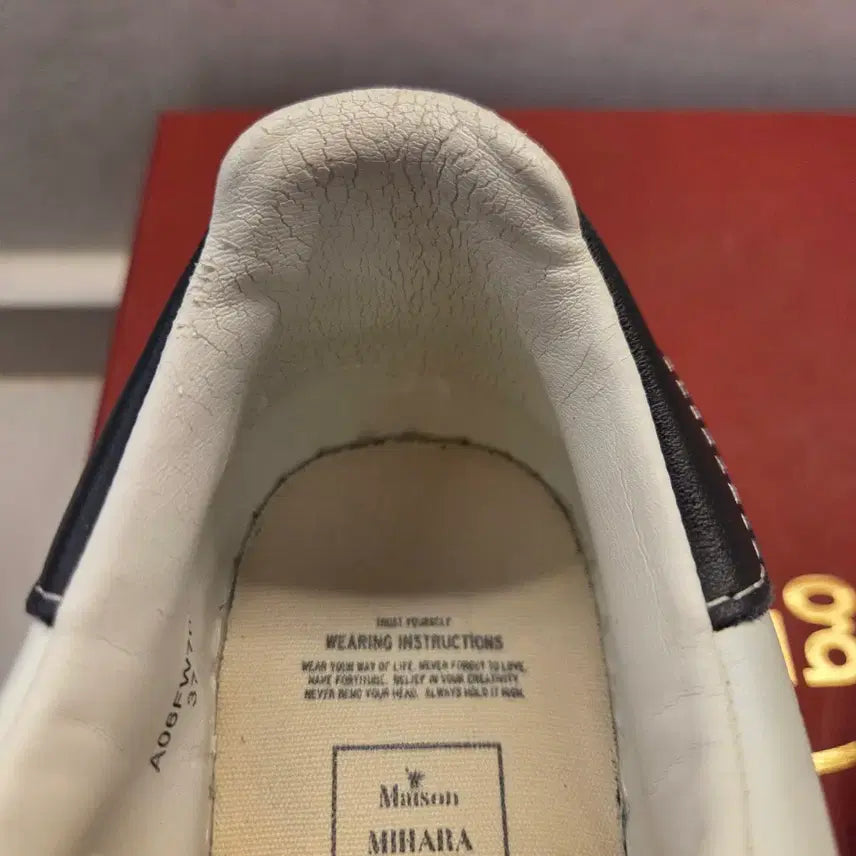 TRUST YOURSELF
WEARING INSTRUCTIONS
WEAR YOUR WAY OF LIFE. NEVER FORGET TO LOVE.
HAVE FORTITUDE. BELIEF IN YOUR CREATIVITY.
NEVER BEND YOUR HEAD. ALWAYS HOLD IT HIGH.
Maison
MIHARA
A06FW7
37